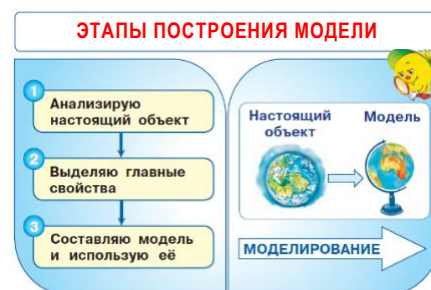 ЭТАПЫ ПОСТРОЕНИЯ МОДЕЛИ
1
Анализирую
настоящий объект
2
Выделяю главные
свойства
3
Составляю модель
и использую её
Настоящий
объект
Модель
МОДЕЛИРОВАНИЕ